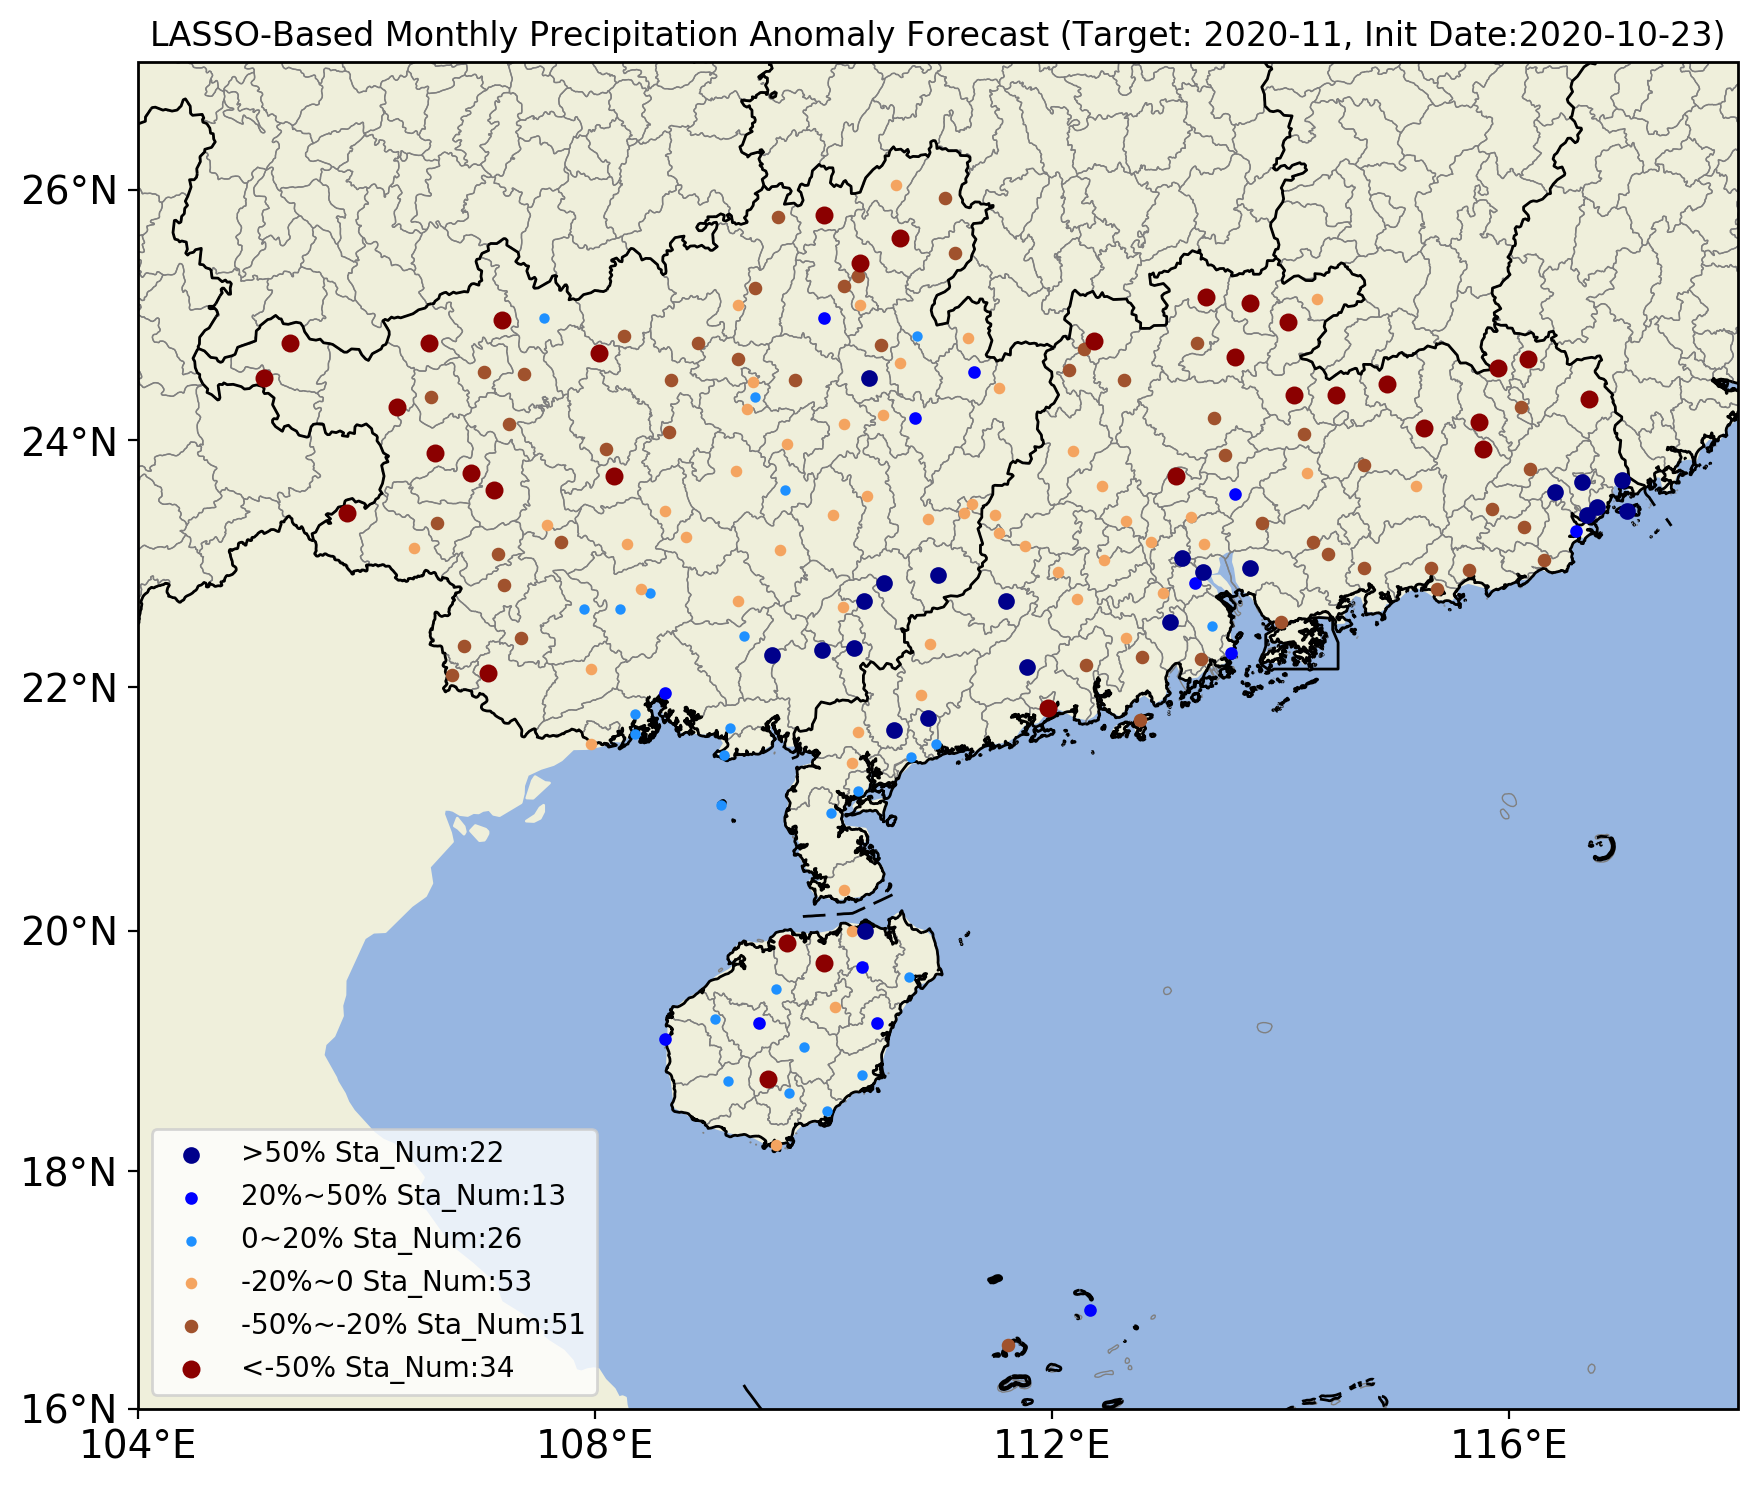 LASSO-Based Monthly Precipitation Anomaly Forecast (Target: 2020-11, Init Date:2020-10-23)
26°N
24°N
22°N
20°N
18°N
16°N
>50% Sta_Num:22
20%~50% Sta_Num:13
0~20% Sta_Num:26
-20%~0 Sta_Num:53
-50%~-20% Sta_Num:51
<-50% Sta_Num:34
104°E
108°E
112°E
116°E